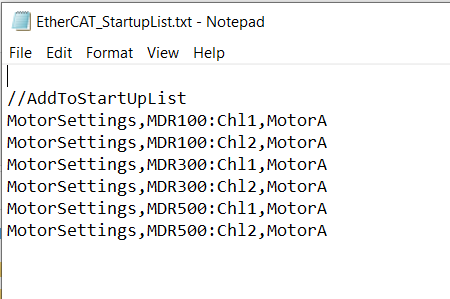 EtherCAT_StartupList.txt - Notepad
File Edit Format View Help
//AddToStartUpList
MotorSettings,MDR100:Chl1,MotorA
MotorSettings,MDR100:Chl2,MotorA
MotorSettings,MDR300:Chl1,MotorA
MotorSettings,MDR300:Chl2,MotorA
MotorSettings,MDR500:Chl1,MotorA
MotorSettings,MDR500:Chl2,MotorA